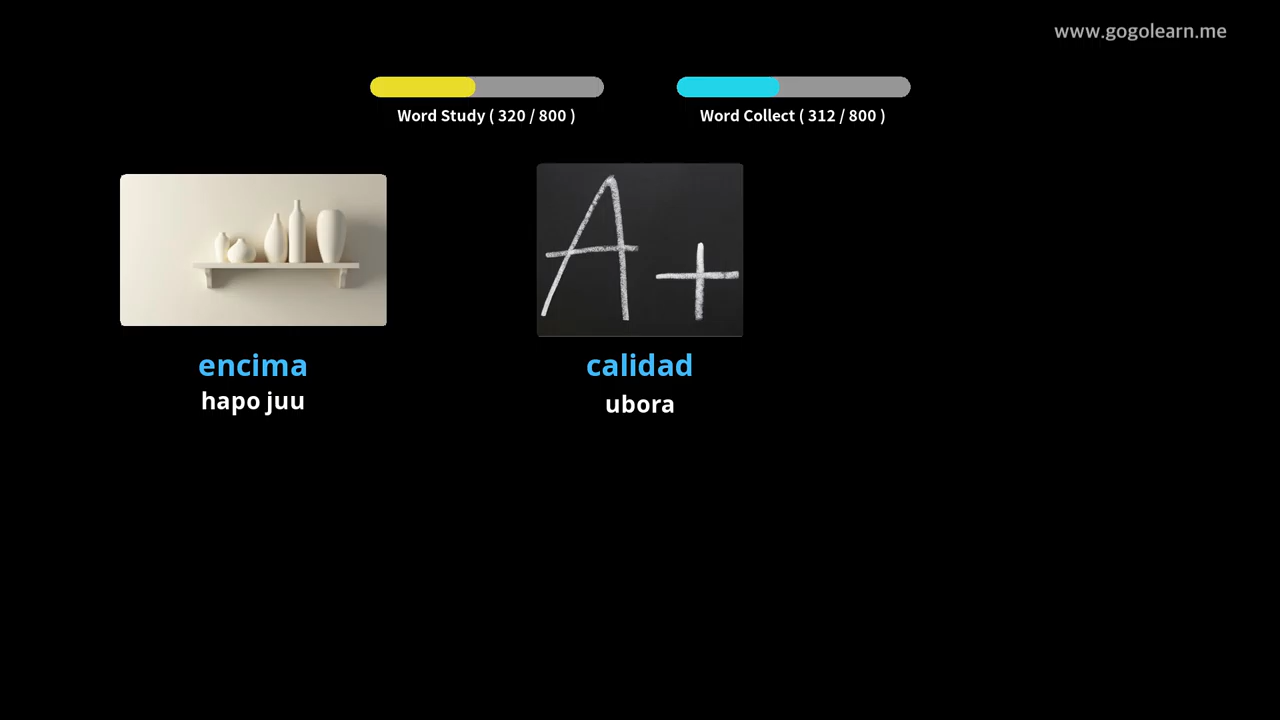 www.gogolearn.me
Word Study ( 320 / 800 )
Word Collect ( 312 / 800 )
A+
encima
hapo juu
calidad
ubora